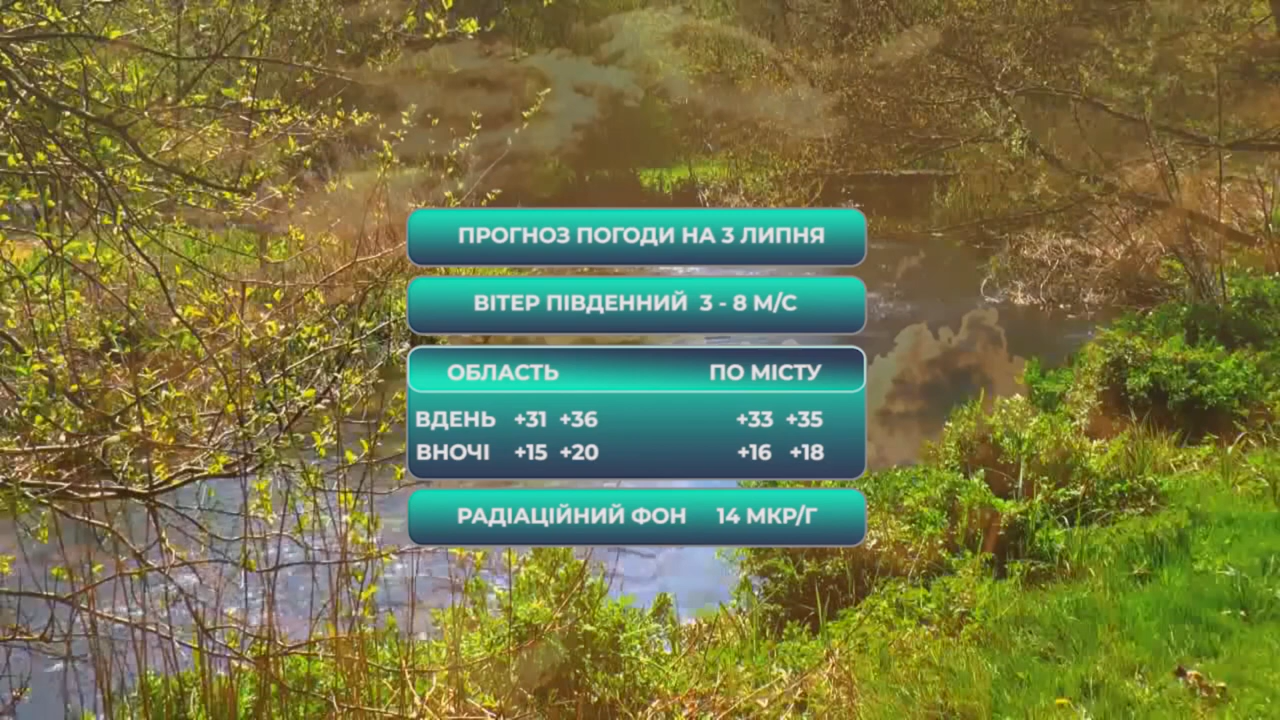 ПРОГНОЗ ПОГОДИ НА 3 ЛИПНЯ
ВІТЕР ПІВДЕННИЙ 3 - 8 М/С
ОБЛАСТЬ ПО МІСТУ
ВДЕНЬ +31 +36 +33 +35
ВНОЧІ +15 +20 +16 +18
РАДІАЦІЙНИЙ ФОН 14 МКР/Г